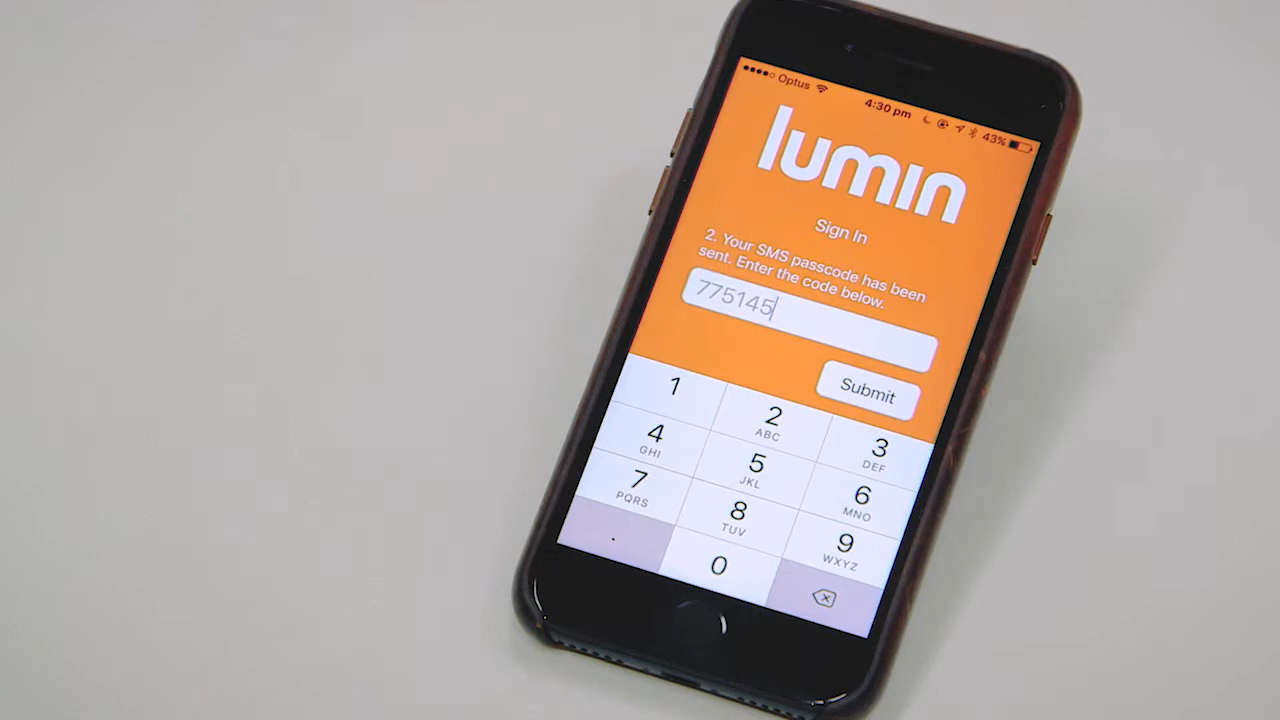 Optus
4:30 pm
43%
lumin
Sign In
2. Your SMS passcode has been
sent. Enter the code below.
775145
Submit
1
2
ABC
3
DEF
4
GHI
5
JKL
6
MNO
7
PQRS
8
TUV
9
WXYZ
.
0